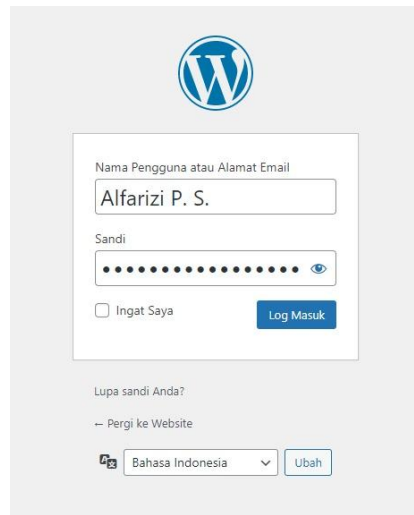 Nama Pengguna atau Alamat Email
Alfarizi P. S.
Sandi
•••••••••••••••••
Ingat Saya
Log Masuk
Lupa sandi Anda?
← Pergi ke Website
Bahasa Indonesia
Ubah